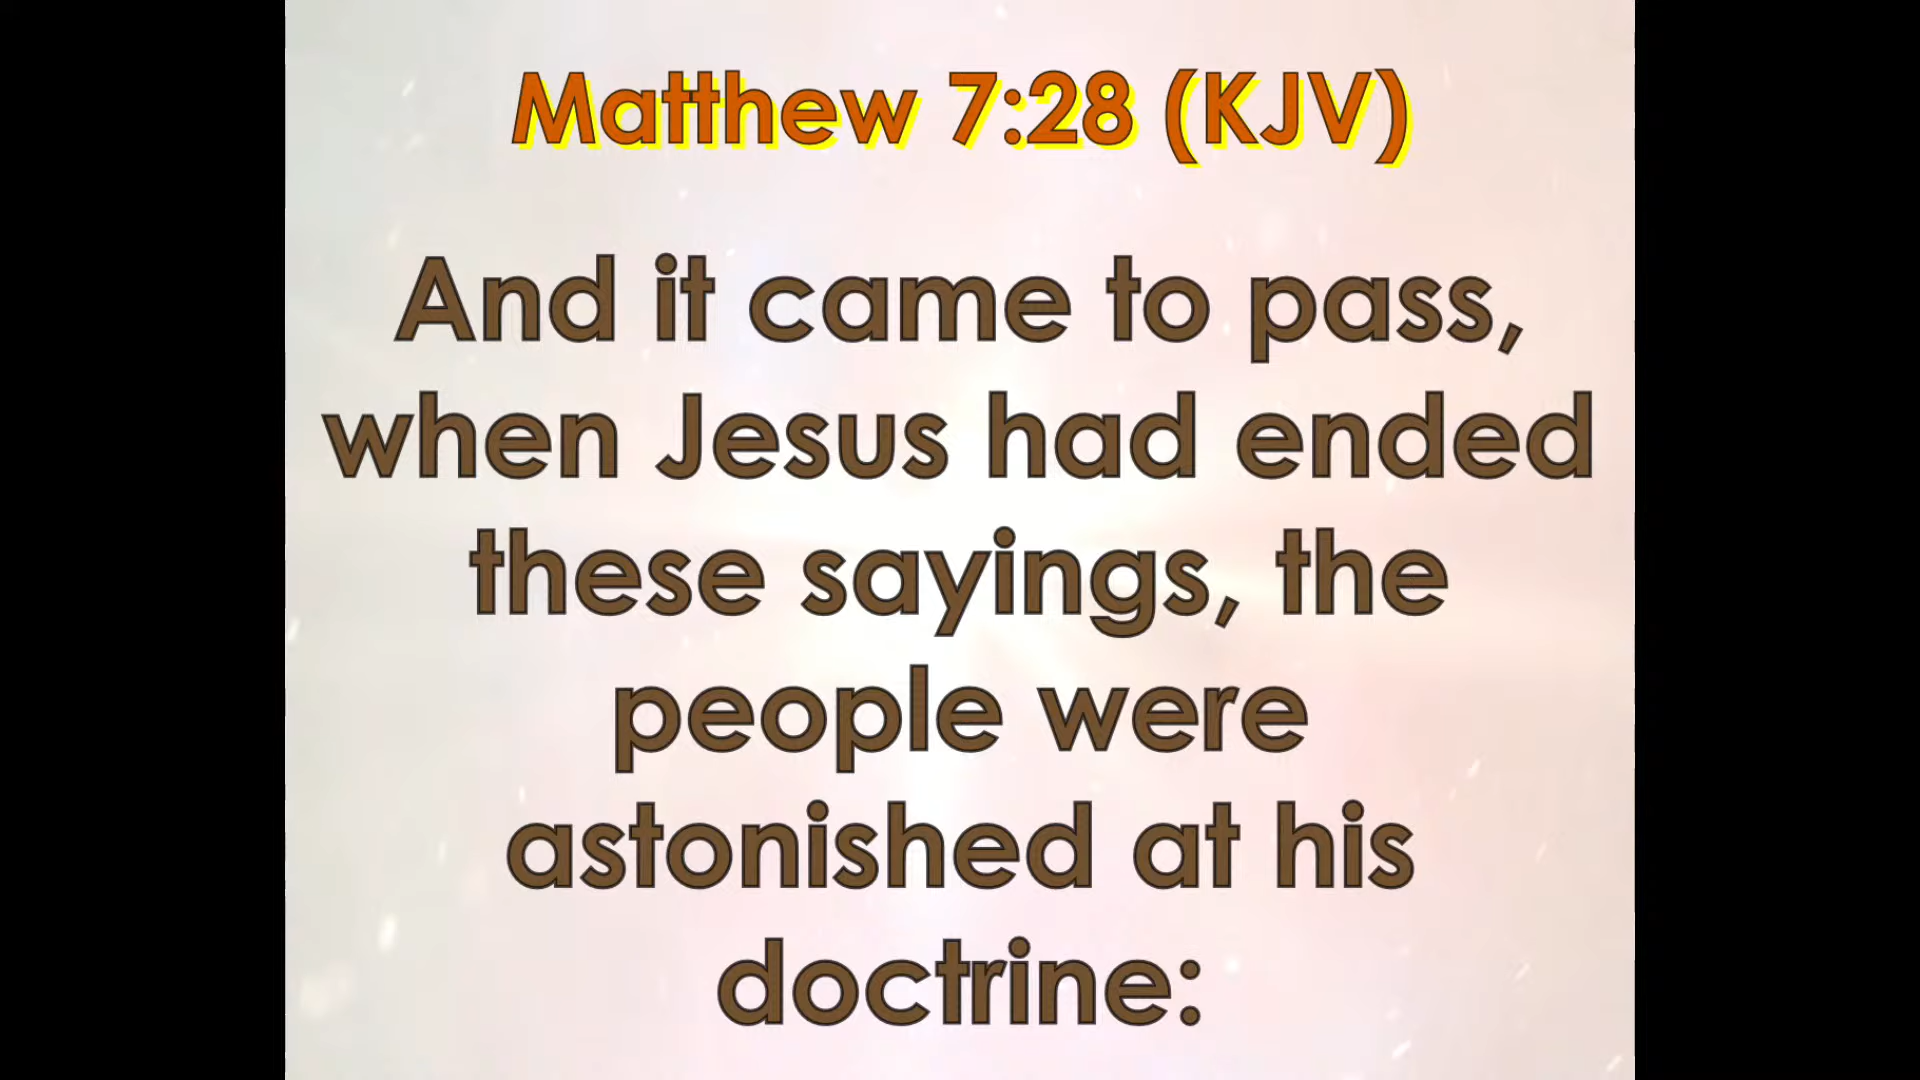 Matthew 7:28 (KJV)
And it came to pass,
when Jesus had ended
these sayings, the
people were
astonished at his
doctrine: